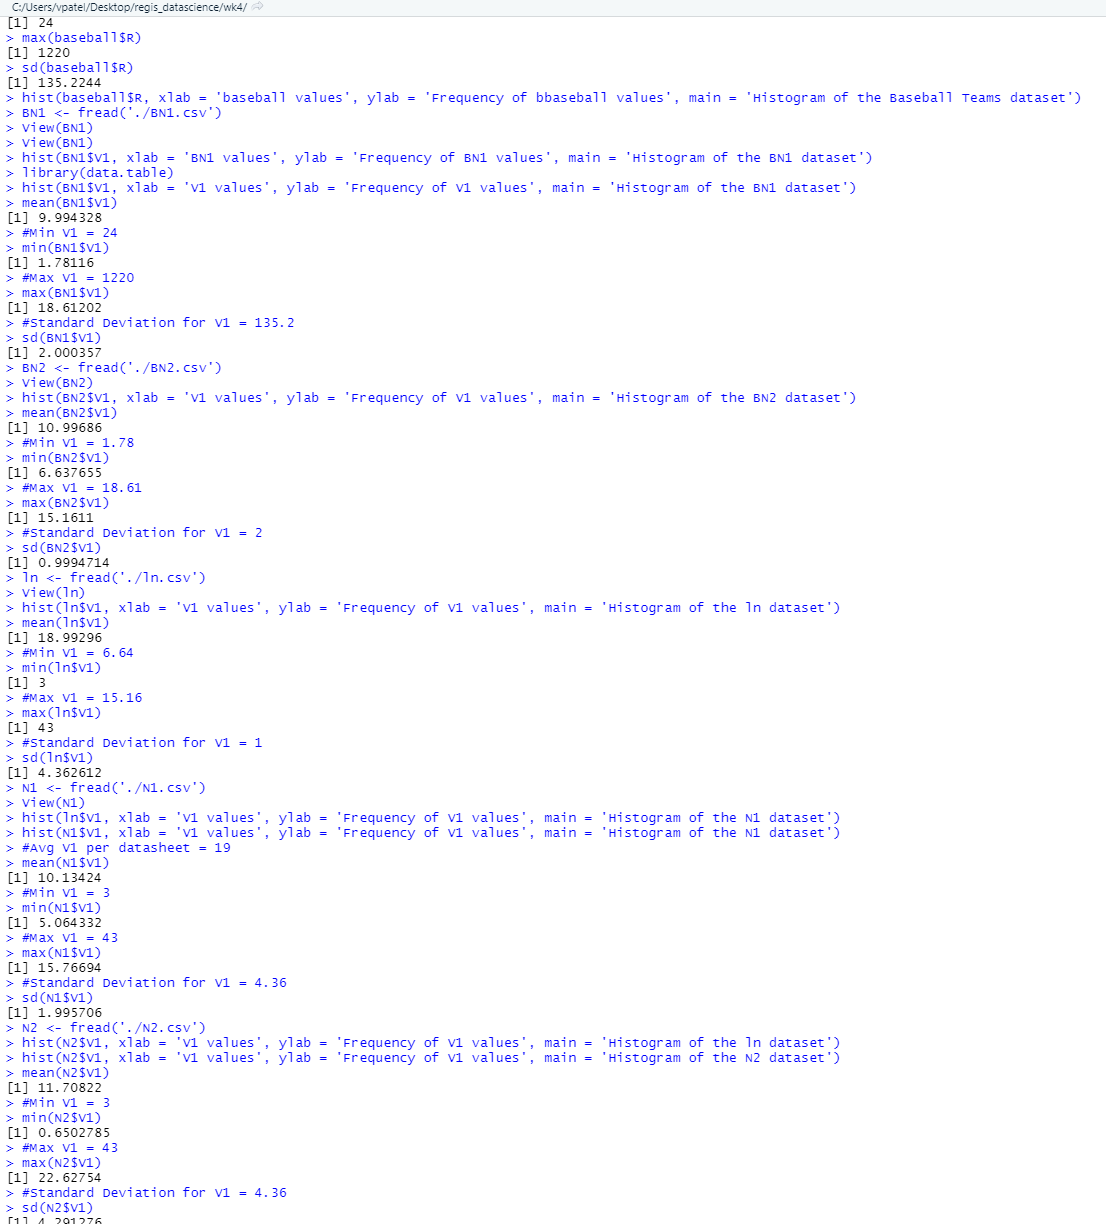 C:/Users/vpatel/Desktop/regis_datascience/wk4/
[1] 24
> max(baseball$R)
[1] 1220
> sd(baseball$R)
[1] 135.2244
> hist(baseball$R, xlab = 'baseball values', ylab = 'Frequency of bbaseball values', main = 'Histogram of the Baseball Teams dataset')
> BN1 <- fread('./BN1.csv')
> View(BN1)
> View(BN1)
> hist(BN1$V1, xlab = 'BN1 values', ylab = 'Frequency of BN1 values', main = 'Histogram of the BN1 dataset')
> library(data.table)
> hist(BN1$V1, xlab = 'V1 values', ylab = 'Frequency of V1 values', main = 'Histogram of the BN1 dataset')
> mean(BN1$V1)
[1] 9.994328
> #Min V1 = 24
> min(BN1$V1)
[1] 1.78116
> #Max V1 = 1220
> max(BN1$V1)
[1] 18.61202
> #Standard Deviation for V1 = 135.2
> sd(BN1$V1)
[1] 2.000357
> BN2 <- fread('./BN2.csv')
> View(BN2)
> hist(BN2$V1, xlab = 'V1 values', ylab = 'Frequency of V1 values', main = 'Histogram of the BN2 dataset')
> mean(BN2$V1)
[1] 10.99686
> #Min V1 = 1.78
> min(BN2$V1)
[1] 6.637655
> #Max V1 = 18.61
> max(BN2$V1)
[1] 15.1611
> #Standard Deviation for V1 = 2
> sd(BN2$V1)
[1] 0.9994714
> ln <- fread('./ln.csv')
> View(ln)
> hist(ln$V1, xlab = 'V1 values', ylab = 'Frequency of V1 values', main = 'Histogram of the ln dataset')
> mean(ln$V1)
[1] 18.99296
> #Min V1 = 6.64
> min(ln$V1)
[1] 3
> #Max V1 = 15.16
> max(ln$V1)
[1] 43
> #Standard Deviation for V1 = 1
> sd(ln$V1)
[1] 4.362612
> N1 <- fread('./N1.csv')
> View(N1)
> hist(ln$V1, xlab = 'V1 values', ylab = 'Frequency of V1 values', main = 'Histogram of the N1 dataset')
> hist(N1$V1, xlab = 'V1 values', ylab = 'Frequency of V1 values', main = 'Histogram of the N1 dataset')
> #Avg V1 per datasheet = 19
> mean(N1$V1)
[1] 10.13424
> #Min V1 = 3
> min(N1$V1)
[1] 5.064332
> #Max V1 = 43
> max(N1$V1)
[1] 15.76694
> #Standard Deviation for V1 = 4.36
> sd(N1$V1)
[1] 1.995706
> N2 <- fread('./N2.csv')
> hist(N2$V1, xlab = 'V1 values', ylab = 'Frequency of V1 values', main = 'Histogram of the ln dataset')
> hist(N2$V1, xlab = 'V1 values', ylab = 'Frequency of V1 values', main = 'Histogram of the N2 dataset')
> mean(N2$V1)
[1] 11.70822
> #Min V1 = 3
> min(N2$V1)
[1] 0.6502785
> #Max V1 = 43
> max(N2$V1)
[1] 22.62754
> #Standard Deviation for V1 = 4.36
> sd(N2$V1)
[1] 4.291276